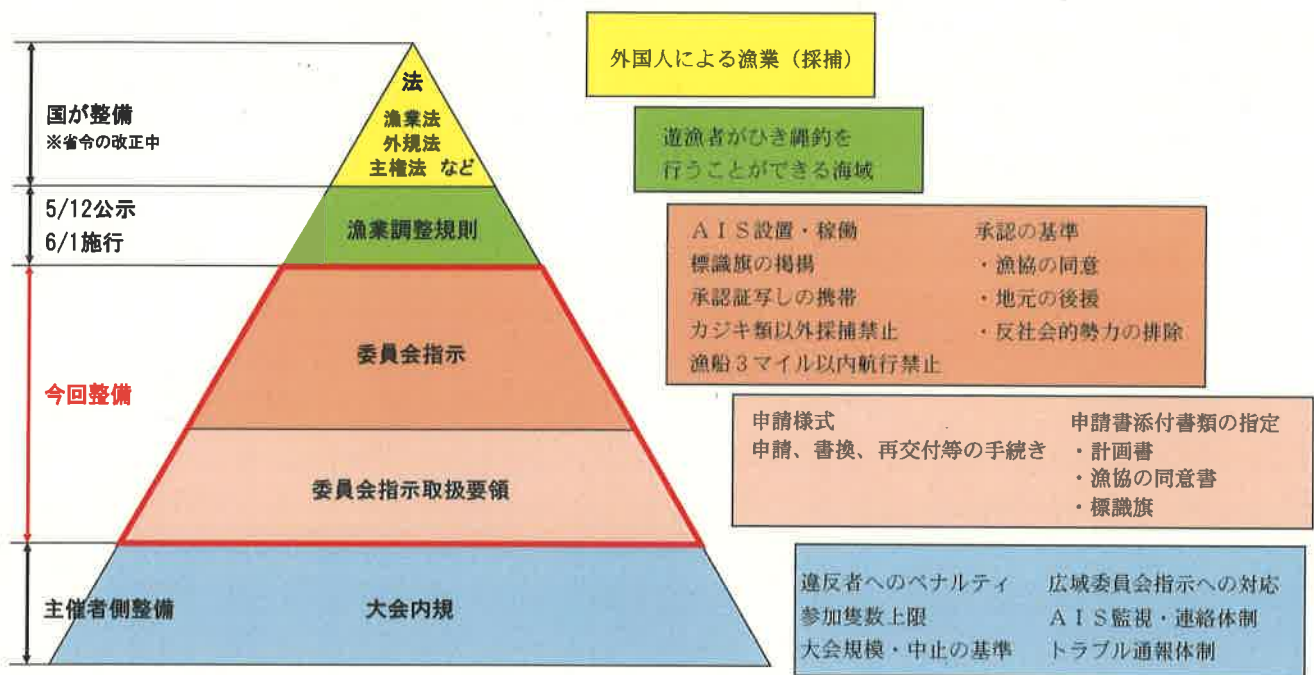 国が整備
※省令の改正中
5/12公示
6/1施行
今回整備
主催者側整備
法
漁業法
外規法
主権法 など
漁業調整規則
委員会指示
委員会指示取扱要領
大会内規
外国人による漁業（採捕）
遊漁者がひき縄釣を
行うことができる海域
ＡＩＳ設置・稼働
標識旗の掲揚
承認証写しの携帯
カジキ類以外採捕禁止
漁船３マイル以内航行禁止
承認の基準
・漁協の同意
・地元の後援
・反社会的勢力の排除
申請様式
申請、書換、再交付等の手続き
申請書添付書類の指定
・計画書
・漁協の同意書
・標識旗
違反者へのペナルティ
参加隻数上限
大会規模・中止の基準
広域委員会指示への対応
ＡＩＳ監視・連絡体制
トラブル通報体制